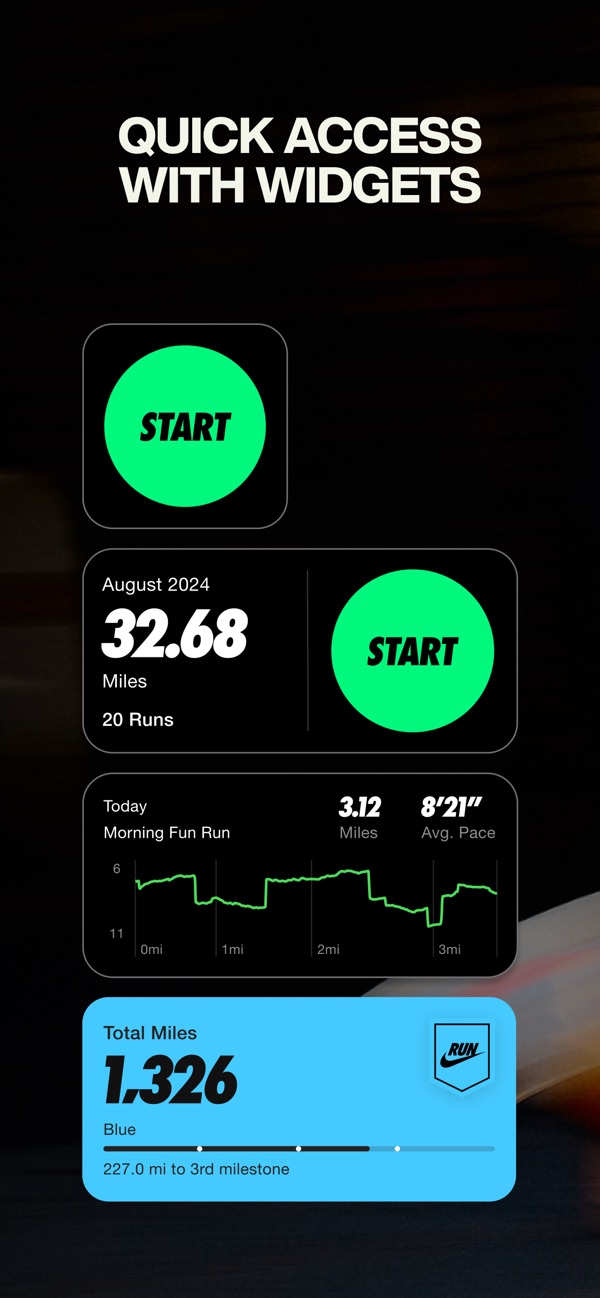 QUICK ACCESS
WITH WIDGETS
START
August 2024
32.68
Miles
20 Runs
START
Today
Morning Fun Run
3.12
Miles
8’21”
Avg. Pace
6
11
0mi
1mi
2mi
3mi
Total Miles
1,326
RUN
Blue
227.0 mi to 3rd milestone